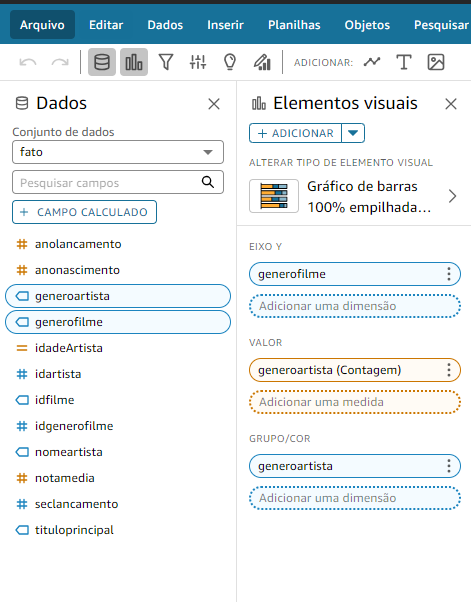 Arquivo Editar Dados Inserir Planilhas Objetos Pesquisar
ADICIONAR:
Dados
Conjunto de dados
fato
Pesquisar campos
+ CAMPO CALCULADO
anolancamento
anonascimento
generoartista
generofilme
idadeArtista
idartista
idfilme
idgenerofilme
nomeartista
notamedia
seclancamento
tituloprincipal
Elementos visuais
+ ADICIONAR
ALTERAR TIPO DE ELEMENTO VISUAL
Gráfico de barras
100% empilhada...
EIXO Y
generofilme
Adicionar uma dimensão
VALOR
generoartista (Contagem)
Adicionar uma medida
GRUPO/COR
generoartista
Adicionar uma dimensão